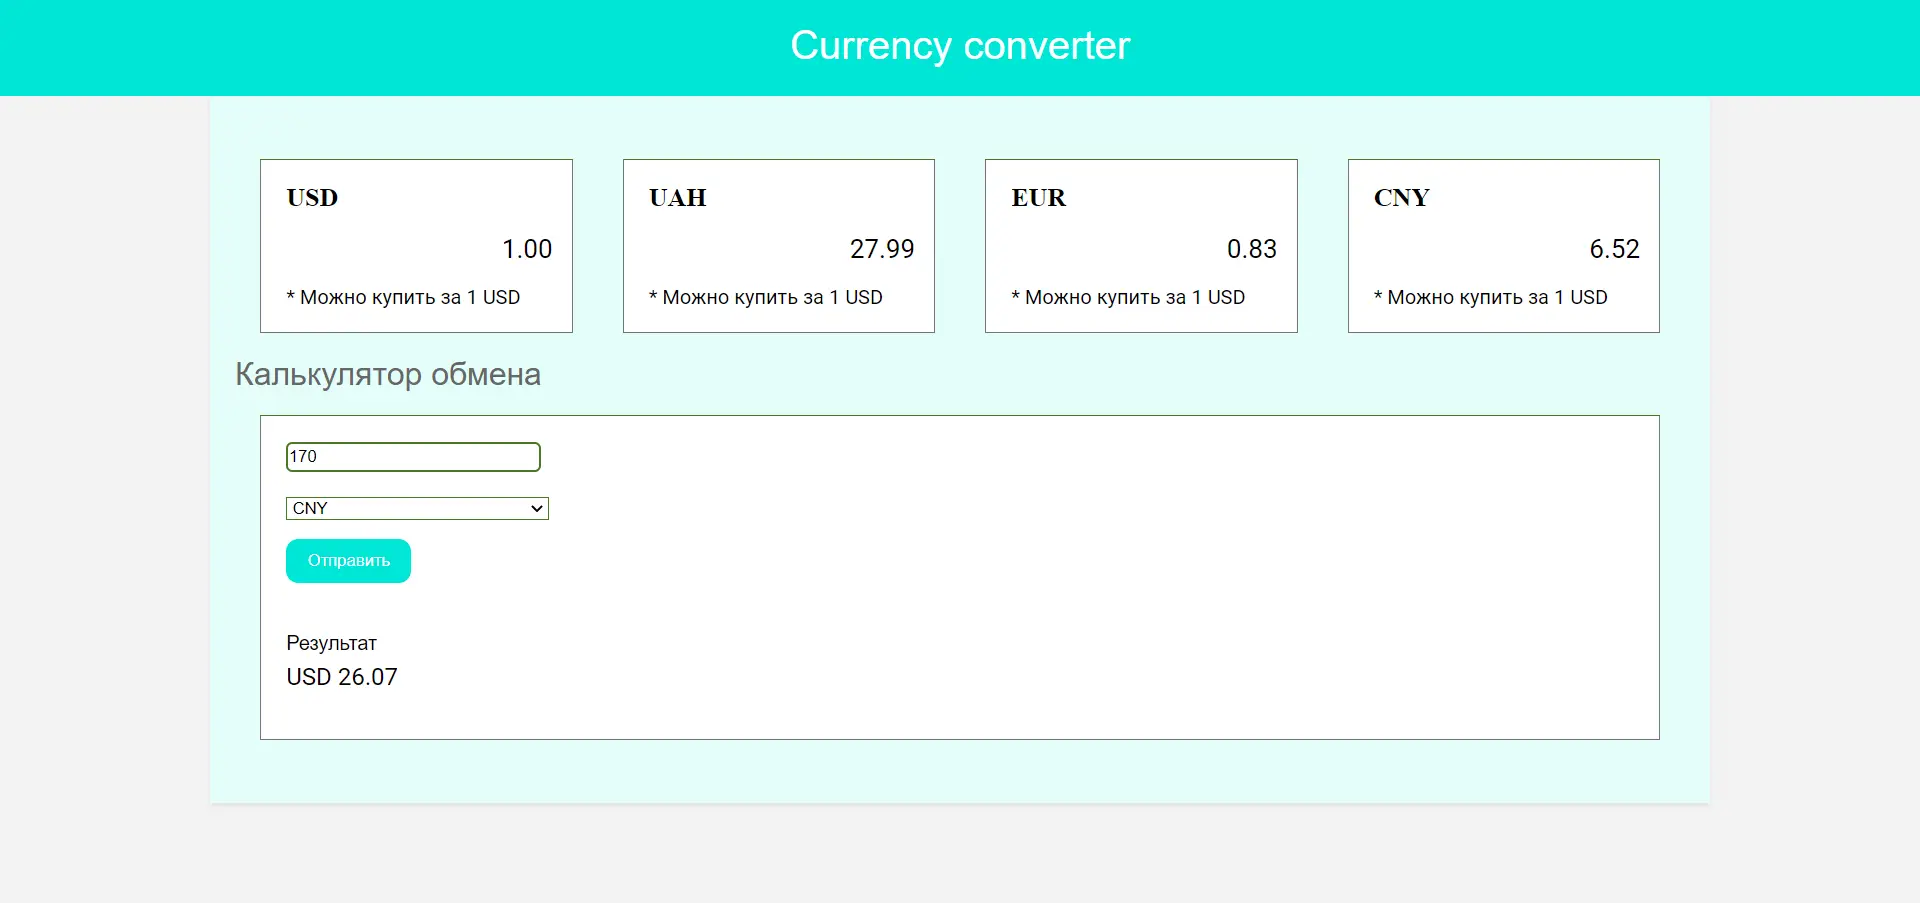 Currency converter
USD
1.00
* Можно купить за 1 USD
UAH
27.99
* Можно купить за 1 USD
EUR
0.83
* Можно купить за 1 USD
CNY
6.52
* Можно купить за 1 USD
Калькулятор обмена
170
CNY
Отправить
Результат
USD 26.07